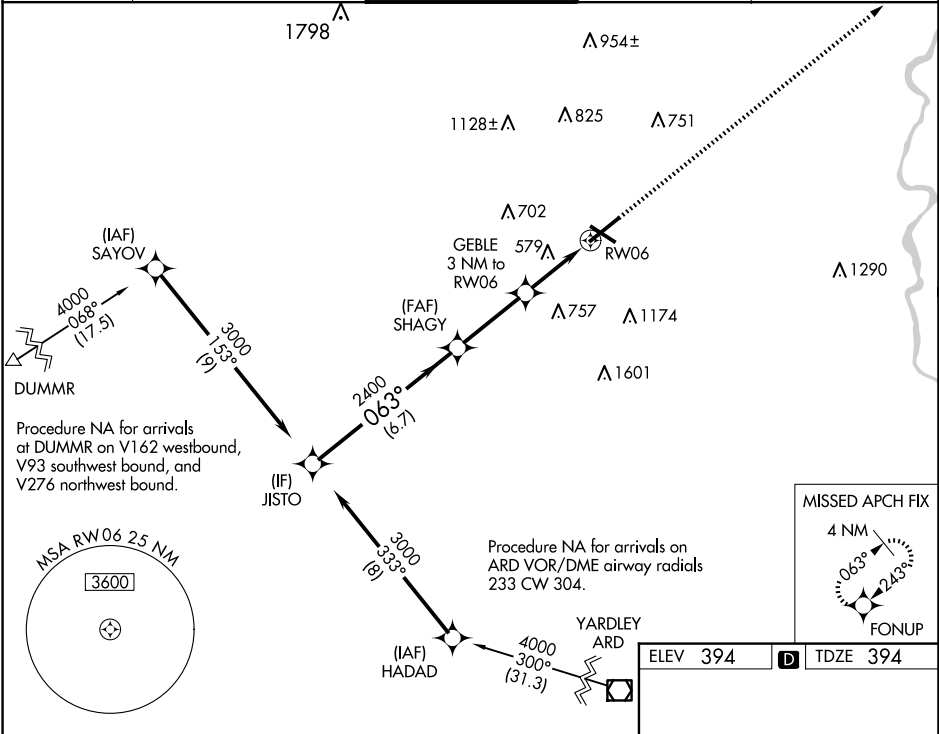 1798
954±
1128±
825
751
702
579
(IAF)
SAYOV
GEBLE
3 NM to
RW06
RW06
1290
4000
068°
(17.5)
DUMMR
3000
153°
(9)
(FAF)
SHAGY
757
1174
1601
2400
063°
(6.7)
Procedure NA for arrivals
at DUMMR on V162 westbound,
V93 southwest bound, and
V276 northwest bound.
(IF)
JISTO
MSA RW06 25 NM
3600
3000
333°
(8)
Procedure NA for arrivals on
ARD VOR/DME airway radials
233 CW 304.
(IAF)
HADAD
4000
300°
(31.3)
YARDLEY
ARD
MISSED APCH FIX
4 NM
063°
243°
FONUP
ELEV 394 D TDZE 394